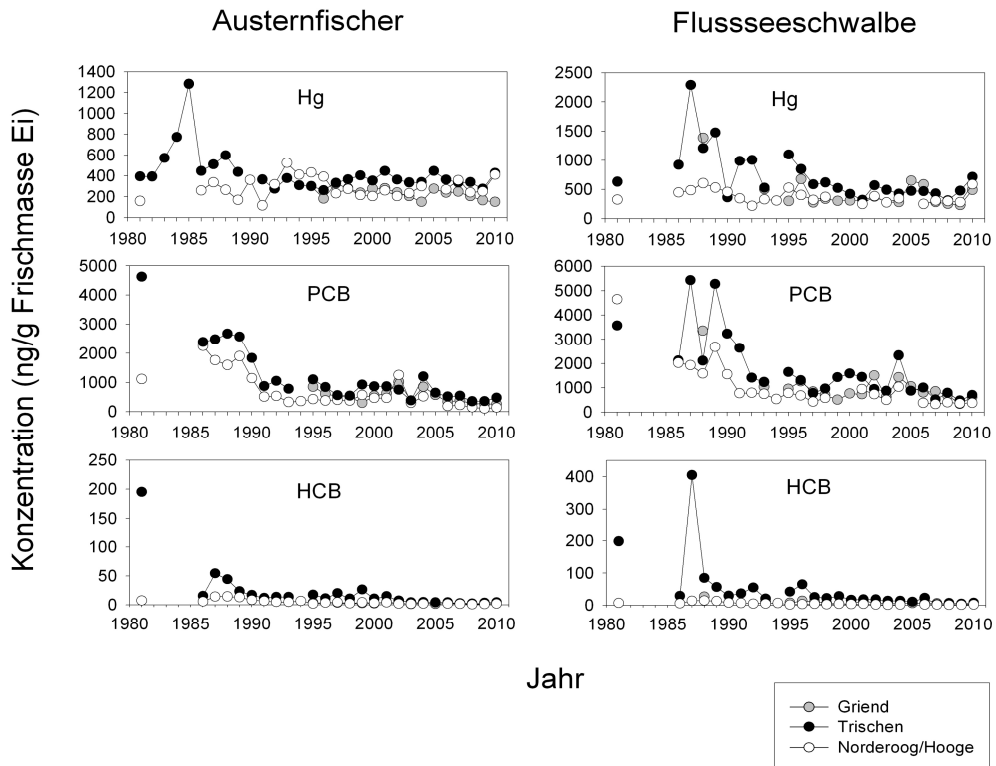 Austernfischer
Flussseeschwalbe
Konzentration (ng/g Frischmasse Ei)
Hg
1400
1200
1000
800
600
400
200
0
1980 1985 1990 1995 2000 2005 2010
Hg
2500
2000
1500
1000
500
0
1980 1985 1990 1995 2000 2005 2010
PCB
5000
4000
3000
2000
1000
0
1980 1985 1990 1995 2000 2005 2010
PCB
6000
5000
4000
3000
2000
1000
0
1980 1985 1990 1995 2000 2005 2010
HCB
250
200
150
100
50
0
1980 1985 1990 1995 2000 2005 2010
HCB
400
300
200
100
0
1980 1985 1990 1995 2000 2005 2010
Jahr
Griend
Trischen
Norderoog/Hooge